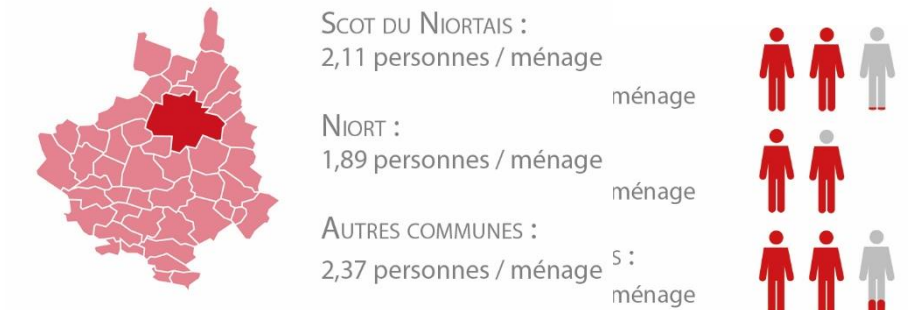 SCOT DU NIORTAIS :
2,11 personnes / ménage
ménage
NIORT :
1,89 personnes / ménage
ménage
AUTRES COMMUNES :
2,37 personnes / ménage
s :
ménage